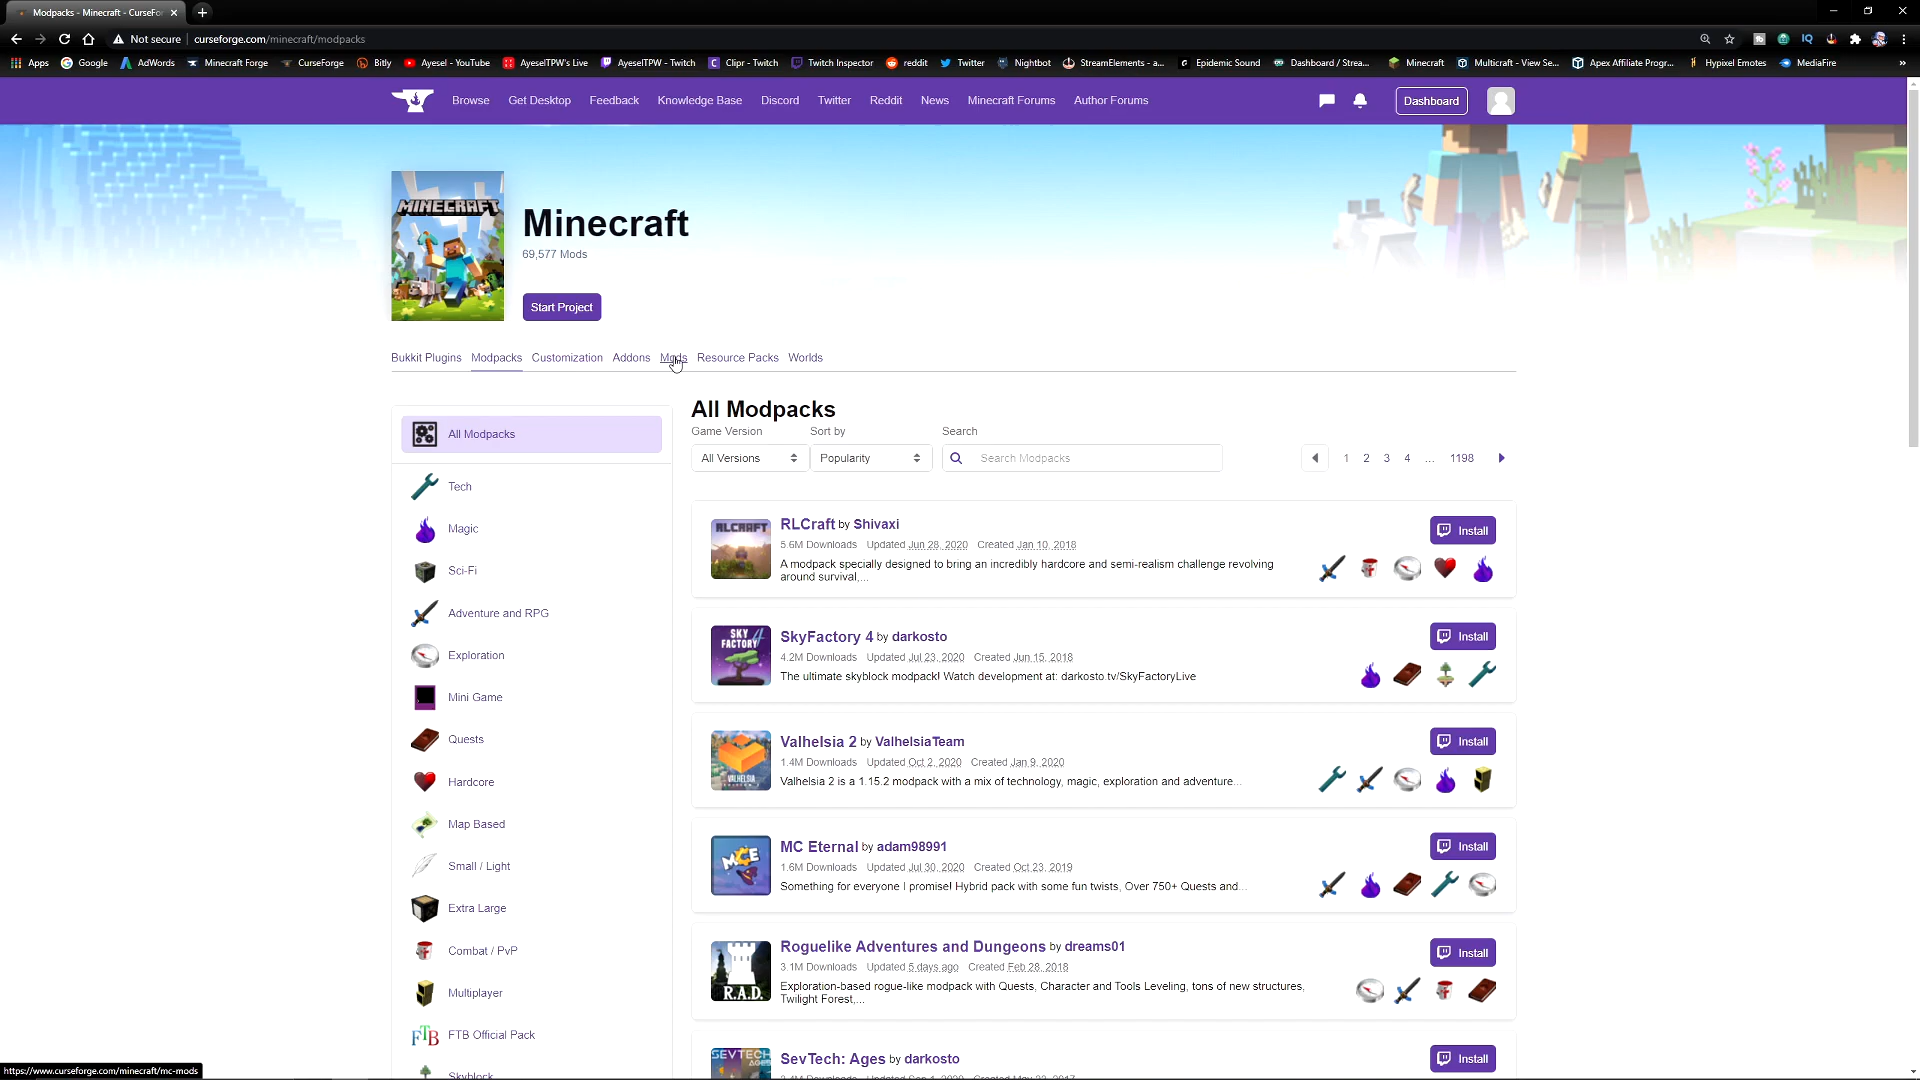 Modpacks - Minecraft - CurseFor
Not secure curseforge.com/minecraft/modpacks
Apps Google AdWords Minecraft Forge CurseForge Bitly Ayesel - YouTube AyeselTPW's Live AyeselTPW - Twitch Clipr - Twitch Twitch Inspector reddit Twitter Nightbot StreamElements - a... Epidemic Sound Dashboard / Strea... Minecraft Multicraft - View Se... Apex Affiliate Progr... Hypixel Emotes MediaFire »
Browse Get Desktop Feedback Knowledge Base Discord Twitter Reddit News Minecraft Forums Author Forums Dashboard
MINECRAFT
Minecraft
69,577 Mods
Start Project
Bukkit Plugins Modpacks Customization Addons Mods Resource Packs Worlds
All Modpacks
Game Version Sort by Search
All Versions Popularity Search Modpacks 1 2 3 4 ... 1198
All Modpacks
Tech
Magic
Sci-Fi
Adventure and RPG
Exploration
Mini Game
Quests
Hardcore
Map Based
Small / Light
Extra Large
Combat / PvP
Multiplayer
FTB FTB Official Pack
Skyblock
RLCRAFT
RLCraft by Shivaxi
Install
5.6M Downloads Updated Jun 28, 2020 Created Jan 10, 2018
A modpack specially designed to bring an incredibly hardcore and semi-realism challenge revolving
around survival,...
SKY
FACTORY 4
SkyFactory 4 by darkosto
Install
4.2M Downloads Updated Jul 23, 2020 Created Jun 15, 2018
The ultimate skyblock modpack! Watch development at: darkosto.tv/SkyFactoryLive
VALHELSIA
Valhelsia 2 by ValhelsiaTeam
Install
1.4M Downloads Updated Oct 2, 2020 Created Jan 9, 2020
Valhelsia 2 is a 1.15.2 modpack with a mix of technology, magic, exploration and adventure...
MCE
MC Eternal by adam98991
Install
1.6M Downloads Updated Jul 30, 2020 Created Oct 23, 2019
Something for everyone I promise! Hybrid pack with some fun twists, Over 750+ Quests and...
R.A.D.
Roguelike Adventures and Dungeons by dreams01
Install
3.1M Downloads Updated 5 days ago Created Feb 28, 2018
Exploration-based rogue-like modpack with Quests, Character and Tools Leveling, tons of new structures,
Twilight Forest,...
SEVTECH
AGES
SevTech: Ages by darkosto
Install
https://www.curseforge.com/minecraft/mc-mods